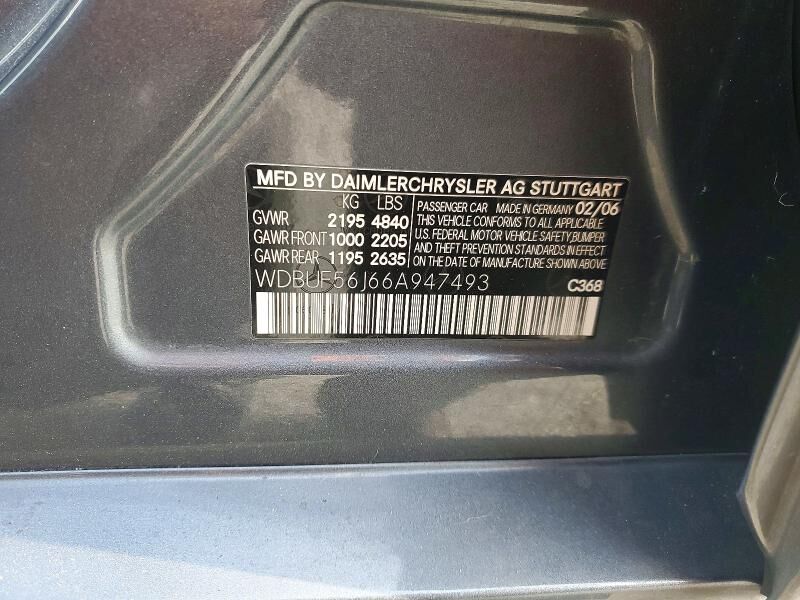 MFD BY DAIMLERCHRYSLER AG STUTTGART
KG LBS
GVWR 2195 4840
GAWR FRONT 1000 2205
GAWR REAR 1195 2635
PASSENGER CAR MADE IN GERMANY 02/06
THIS VEHICLE CONFORMS TO ALL APPLICABLE
U.S. FEDERAL MOTOR VEHICLE SAFETY,BUMPER
AND THEFT PREVENTION STANDARDS IN EFFECT
ON THE DATE OF MANUFACTURE SHOWN ABOVE
WDBUF56J66A947493
C368